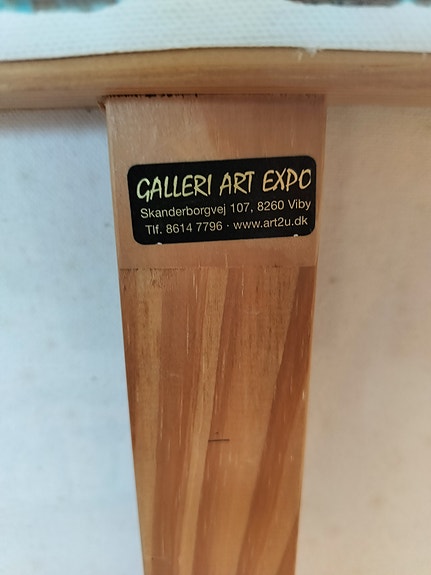 GALLERI ART EXPO
Skanderborgvej 107, 8260 Viby
Tlf. 8614 7796 · www.art2u.dk